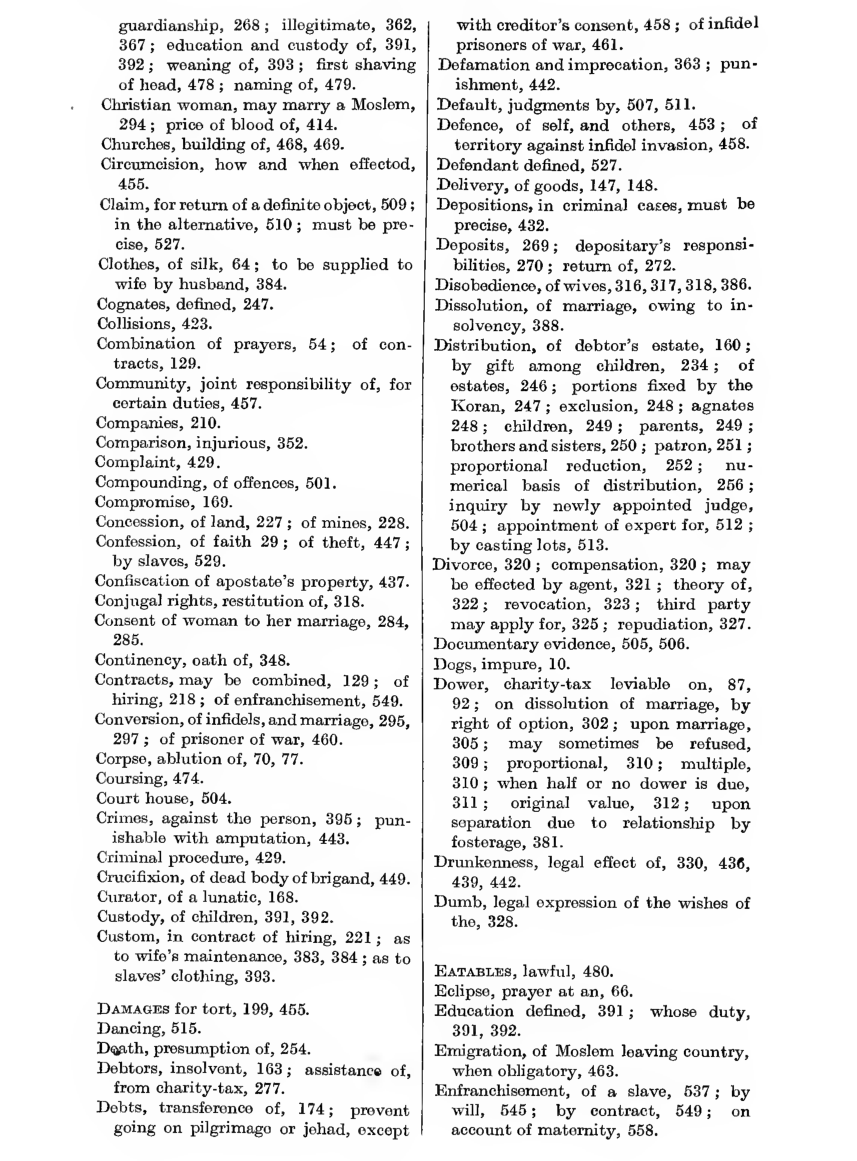 guardianship, 268 ; illegitimate, 362,
367 ; education and custody of, 391,
392 ; weaning of, 393 ; first shaving
of head, 478 ; naming of, 479.
Christian woman, may marry a Moslem,
294 ; price of blood of, 414.
Churches, building of, 468, 469.
Circumcision, how and when effected,
455.
Claim, for return of a definite object, 509 ;
in the alternative, 510 ; must be pre-
cise, 527.
Clothes, of silk, 64 ; to be supplied to
wife by husband, 384.
Cognates, defined, 247.
Collisions, 423.
Combination of prayers, 54 ; of con-
tracts, 129.
Community, joint responsibility of, for
certain duties, 457.
Companies, 210.
Comparison, injurious, 352.
Complaint, 429.
Compounding, of offences, 501.
Compromise, 169.
Concession, of land, 227 ; of mines, 228.
Confession, of faith 29 ; of theft, 447 ;
by slaves, 529.
Confiscation of apostate's property, 437.
Conjugal rights, restitution of, 318.
Consent of woman to her marriage, 284,
285.
Continency, oath of, 348.
Contracts, may be combined, 129 ; of
hiring, 218 ; of enfranchisement, 549.
Conversion, of infidels, and marriage, 295,
297 ; of prisoner of war, 460.
Corpse, ablution of, 70, 77.
Coursing, 474.
Court house, 504.
Crimes, against the person, 395 ; pun-
ishable with amputation, 443.
Criminal procedure, 429.
Crucifixion, of dead body of brigand, 449.
Curator, of a lunatic, 168.
Custody, of children, 391, 392.
Custom, in contract of hiring, 221 ; as
to wife's maintenance, 383, 384 ; as to
slaves' clothing, 393.
DAMAGES for tort, 199, 455.
Dancing, 515.
Death, presumption of, 254.
Debtors, insolvent, 163 ; assistance of,
from charity-tax, 277.
Debts, transference of, 174 ; prevent
going on pilgrimage or jehad, except
with creditor's consent, 458 ; of infidel
prisoners of war, 461.
Defamation and imprecation, 363 ; pun-
ishment, 442.
Default, judgments by, 507, 511.
Defence, of self, and others, 453 ; of
territory against infidel invasion, 458.
Defendant defined, 527.
Delivery, of goods, 147, 148.
Depositions, in criminal cases, must be
precise, 432.
Deposits, 269 ; depositary's responsi-
bilities, 270 ; return of, 272.
Disobedience, of wives, 316, 317, 318, 386.
Dissolution, of marriage, owing to in-
solvency, 388.
Distribution, of debtor's estate, 160 ;
by gift among children, 234 ; of
estates, 246 ; portions fixed by the
Koran, 247 ; exclusion, 248 ; agnates
248 ; children, 249 ; parents, 249 ;
brothers and sisters, 250 ; patron, 251 ;
proportional reduction, 252 ; nu-
merical basis of distribution, 256 ;
inquiry by newly appointed judge,
504 ; appointment of expert for, 512 ;
by casting lots, 513.
Divorce, 320 ; compensation, 320 ; may
be effected by agent, 321 ; theory of,
322 ; revocation, 323 ; third party
may apply for, 325 ; repudiation, 327.
Documentary evidence, 505, 506.
Dogs, impure, 10.
Dower, charity-tax leviable on, 87,
92 ; on dissolution of marriage, by
right of option, 302 ; upon marriage,
305 ; may sometimes be refused,
309 ; proportional, 310 ; multiple,
310 ; when half or no dower is due,
311 ; original value, 312 ; upon
separation due to relationship by
fosterage, 381.
Drunkenness, legal effect of, 330, 436,
439, 442.
Dumb, legal expression of the wishes of
the, 328.
EATABLES, lawful, 480.
Eclipse, prayer at an, 66.
Education defined, 391 ; whose duty,
391, 392.
Emigration, of Moslem leaving country,
when obligatory, 463.
Enfranchisement, of a slave, 537 ; by
will, 545 ; by contract, 549 ; on
account of maternity, 558.